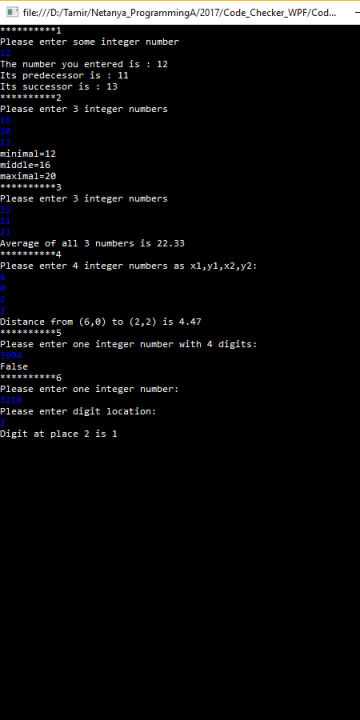 file:///D:/Tamir/Netanya_ProgrammingA/2017/Code_Checker_WPF/Cod...
**********1
Please enter some integer number
12
The number you entered is : 12
Its predecessor is : 11
Its successor is : 13
**********2
Please enter 3 integer numbers
16
20
12
minimal=12
middle=16
maximal=20
**********3
Please enter 3 integer numbers
35
11
21
Average of all 3 numbers is 22.33
**********4
Please enter 4 integer numbers as x1,y1,x2,y2:
6
0
2
2
Distance from (6,0) to (2,2) is 4.47
**********5
Please enter one integer number with 4 digits:
False
**********6
Please enter one integer number:
3210
Please enter digit location:
2
Digit at place 2 is 1